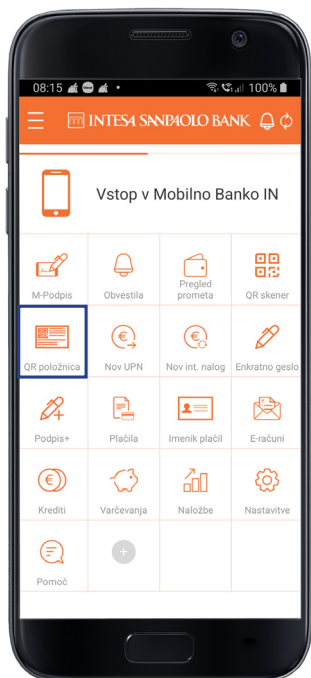 08:15
100%
INTESA SANPAOLO BANK
Vstop v Mobilno Banko IN
M-Podpis
Obvestila
Pregled
prometa
QR skener
QR položnica
Nov UPN
Nov int. nalog
Enkratno geslo
Podpis+
Plačila
Imenik plačil
E-računi
Krediti
Varčevanja
Naložbe
Nastavitve
Pomoč